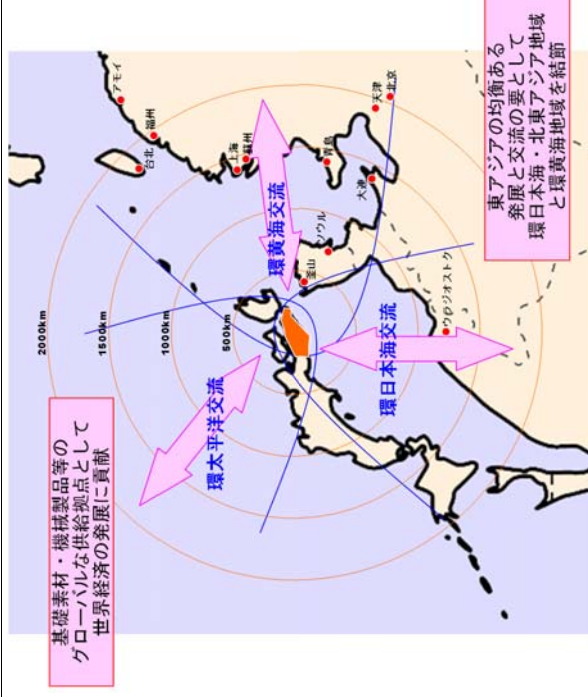 基礎素材・機械製品等の
グローバルな供給拠点として
世界経済の発展に貢献
2000km
1500km
1000km
500km
アモイ
福州
台北
上海
蘇州
青島
天津
北京
大連
ソウル
釜山
ウラジオストク
環太平洋交流
環黄海交流
環日本海交流
東アジアの均衡ある
発展と交流の要として
環日本海・北東アジア地域
と環黄海地域を結節